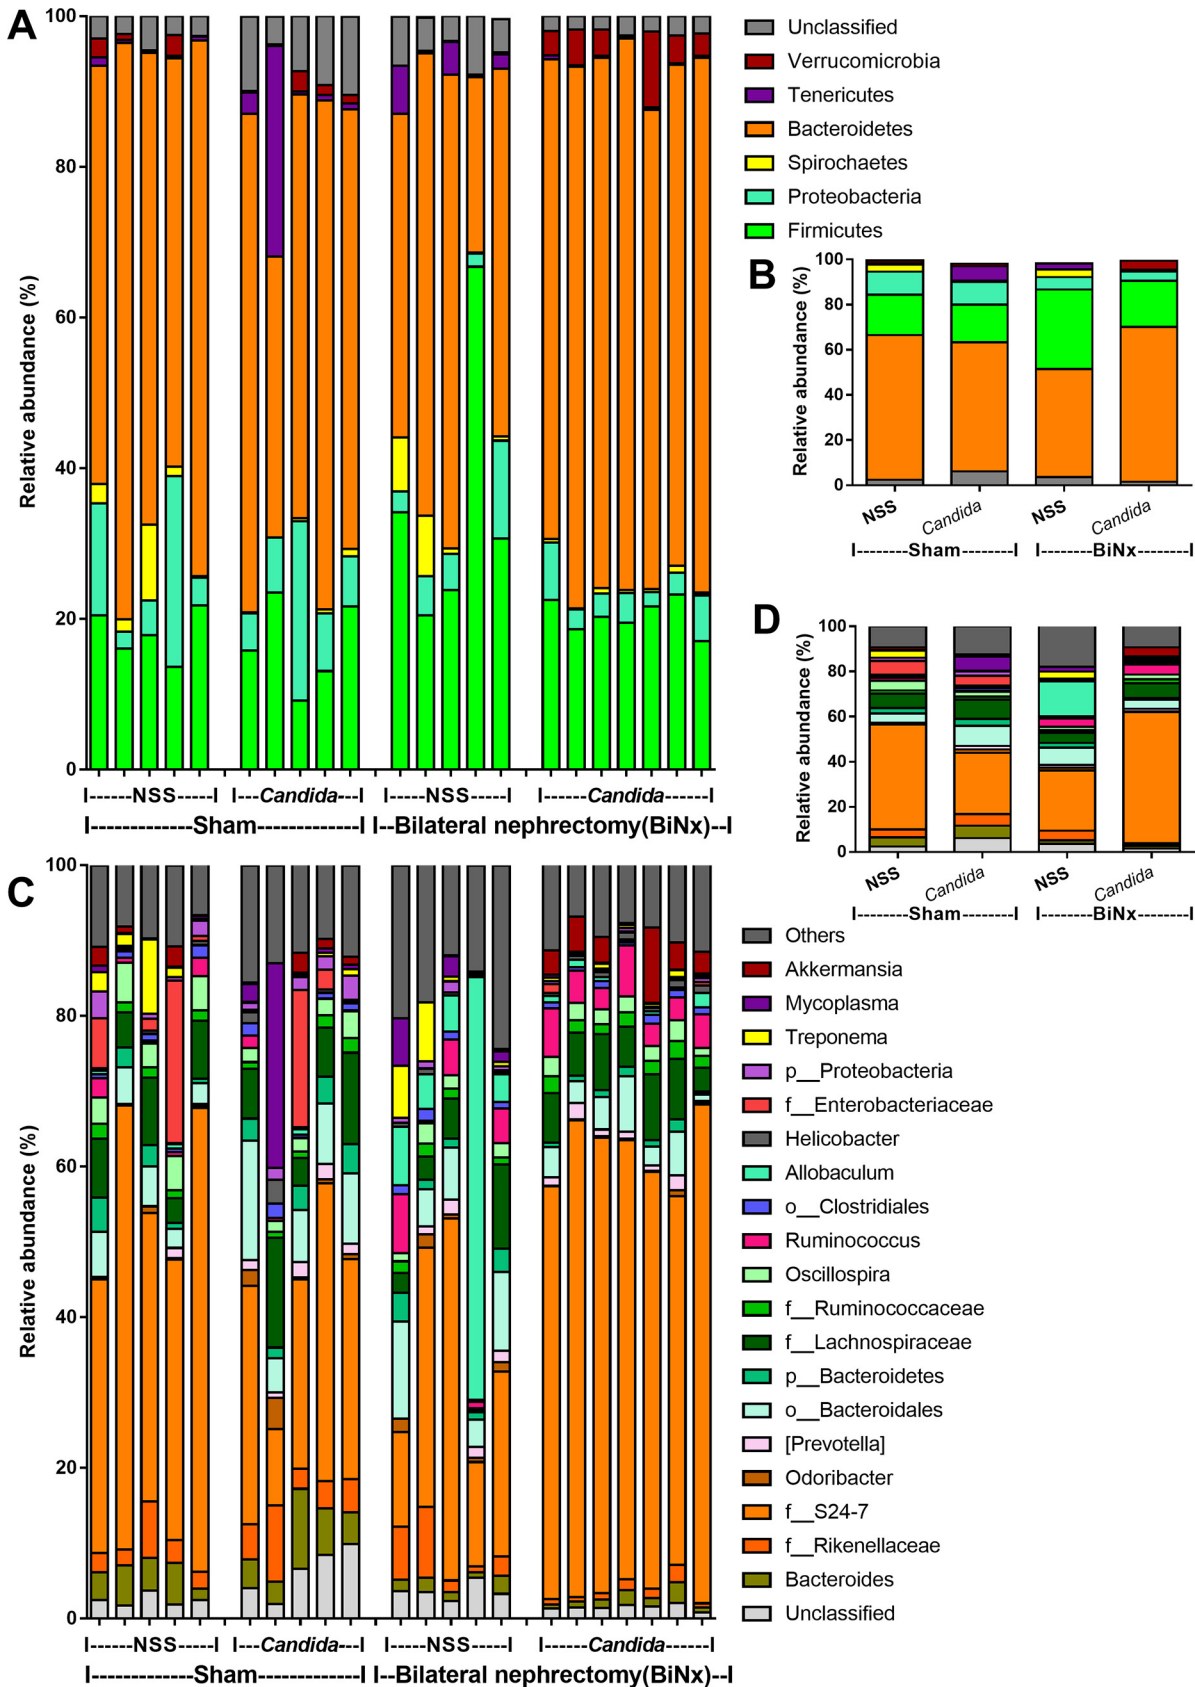 A
Relative abundance (%)
100
80
60
40
20
0
I------NSS-----I
I---Candida---I
I------NSS-----I
I------Candida------I
I--------------Sham--------------I
I--Bilateral nephrectomy(BiNx)--I
Unclassified
Verrucomicrobia
Tenericutes
Bacteroidetes
Spirochaetes
Proteobacteria
Firmicutes
B
Relative abundance (%)
100
80
60
40
20
0
NSS
Candida
NSS
Candida
I--------Sham--------I
I--------BiNx-------I
D
Relative abundance (%)
100
80
60
40
20
0
NSS
Candida
NSS
Candida
I--------Sham--------I
I--------BiNx-------I
C
Relative abundance (%)
100
80
60
40
20
0
I------NSS-----I
I---Candida---I
I------NSS-----I
I------Candida------I
I--------------Sham--------------I
I--Bilateral nephrectomy(BiNx)--I
Others
Akkermansia
Mycoplasma
Treponema
p__Proteobacteria
f__Enterobacteriaceae
Helicobacter
Allobaculum
o__Clostridiales
Ruminococcus
Oscillospira
f__Ruminococcaceae
f__Lachnospiraceae
p__Bacteroidetes
o__Bacteroidales
[Prevotella]
Odoribacter
f__S24-7
f__Rikenellaceae
Bacteroides
Unclassified